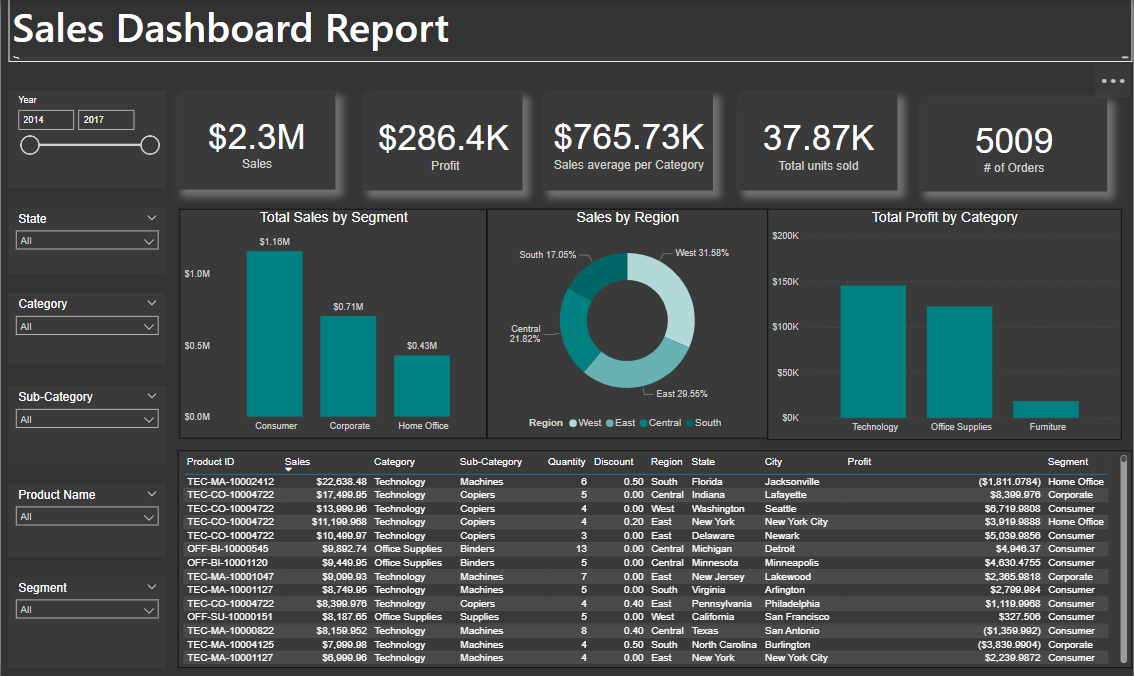 Sales Dashboard Report
Year
2014 2017
$2.3M
Sales
$286.4K
Profit
$765.73K
Sales average per Category
37.87K
Total units sold
5009
# of Orders
State
All
Category
All
Sub-Category
All
Product Name
All
Segment
All
Total Sales by Segment
$1.16M
$0.71M
$0.43M
$1.0M
$0.5M
$0.0M
Consumer Corporate Home Office
Sales by Region
South 17.05%
West 31.58%
Central
21.82%
East 29.55%
Region West East Central South
Total Profit by Category
$200K
$150K
$100K
$50K
$0K
Technology Office Supplies Furniture
Product ID Sales Category Sub-Category Quantity Discount Region State City Profit Segment
TEC-MA-10002412 $22,638.48 Technology Machines 6 0.50 South Florida Jacksonville ($1,811.0784) Home Office
TEC-CO-10004722 $17,499.95 Technology Copiers 5 0.00 Central Indiana Lafayette $8,399.976 Corporate
TEC-CO-10004722 $13,999.96 Technology Copiers 4 0.00 West Washington Seattle $6,719.9808 Consumer
TEC-CO-10004722 $11,199.968 Technology Copiers 4 0.20 East New York New York City $3,919.9888 Home Office
TEC-CO-10004722 $10,499.97 Technology Copiers 3 0.00 East Delaware Newark $5,039.9856 Consumer
OFF-BI-10000545 $9,892.74 Office Supplies Binders 13 0.00 Central Michigan Detroit $4,946.37 Consumer
OFF-BI-10001120 $9,449.95 Office Supplies Binders 5 0.00 Central Minnesota Minneapolis $4,630.4755 Consumer
TEC-MA-10001047 $9,099.93 Technology Machines 7 0.00 East New Jersey Lakewood $2,365.9818 Corporate
TEC-MA-10001127 $8,749.95 Technology Machines 5 0.00 South Virginia Arlington $2,799.984 Consumer
TEC-CO-10004722 $8,399.976 Technology Copiers 4 0.40 East Pennsylvania Philadelphia $1,119.9968 Consumer
OFF-SU-10000151 $8,187.65 Office Supplies Supplies 5 0.00 West California San Francisco $327.506 Consumer
TEC-MA-10000822 $8,159.952 Technology Machines 8 0.40 Central Texas San Antonio ($1,359.992) Consumer
TEC-MA-10004125 $7,999.98 Technology Machines 4 0.50 South North Carolina Burlington ($3,839.9904) Corporate
TEC-MA-10001127 $6,999.96 Technology Machines 4 0.00 East New York New York City $2,239.9872 Consumer